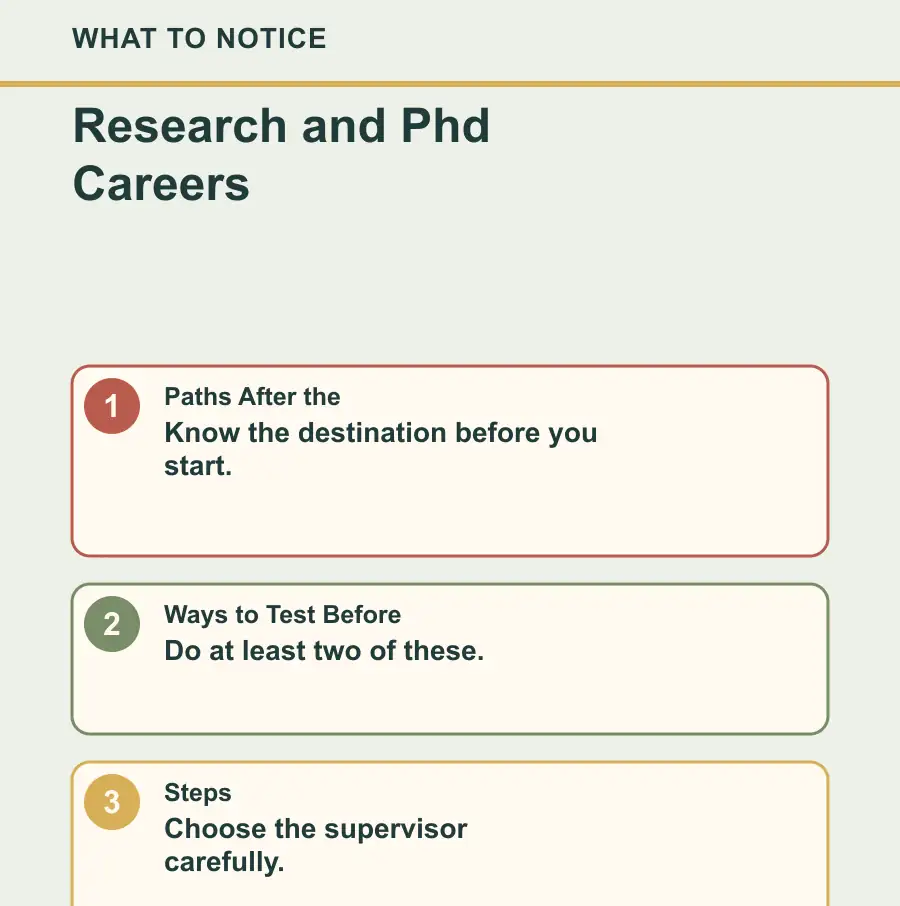 WHAT TO NOTICE
Research and Phd
Careers
1
Paths After the
Know the destination before you
start.
2
Ways to Test Before
Do at least two of these.
3
Steps
Choose the supervisor
carefully.